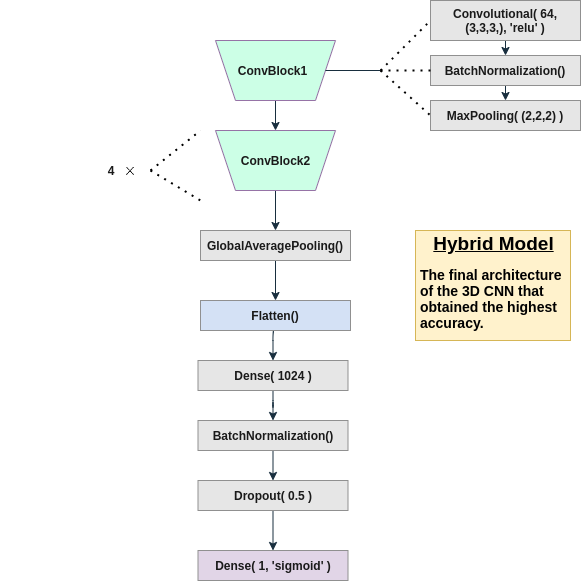 Convolutional( 64,
(3,3,3,), 'relu' )
ConvBlock1
BatchNormalization()
MaxPooling( (2,2,2) )
4 ×
ConvBlock2
GlobalAveragePooling()
Hybrid Model
The final architecture
of the 3D CNN that
obtained the highest
accuracy.
Flatten()
Dense( 1024 )
BatchNormalization()
Dropout( 0.5 )
Dense( 1, 'sigmoid' )